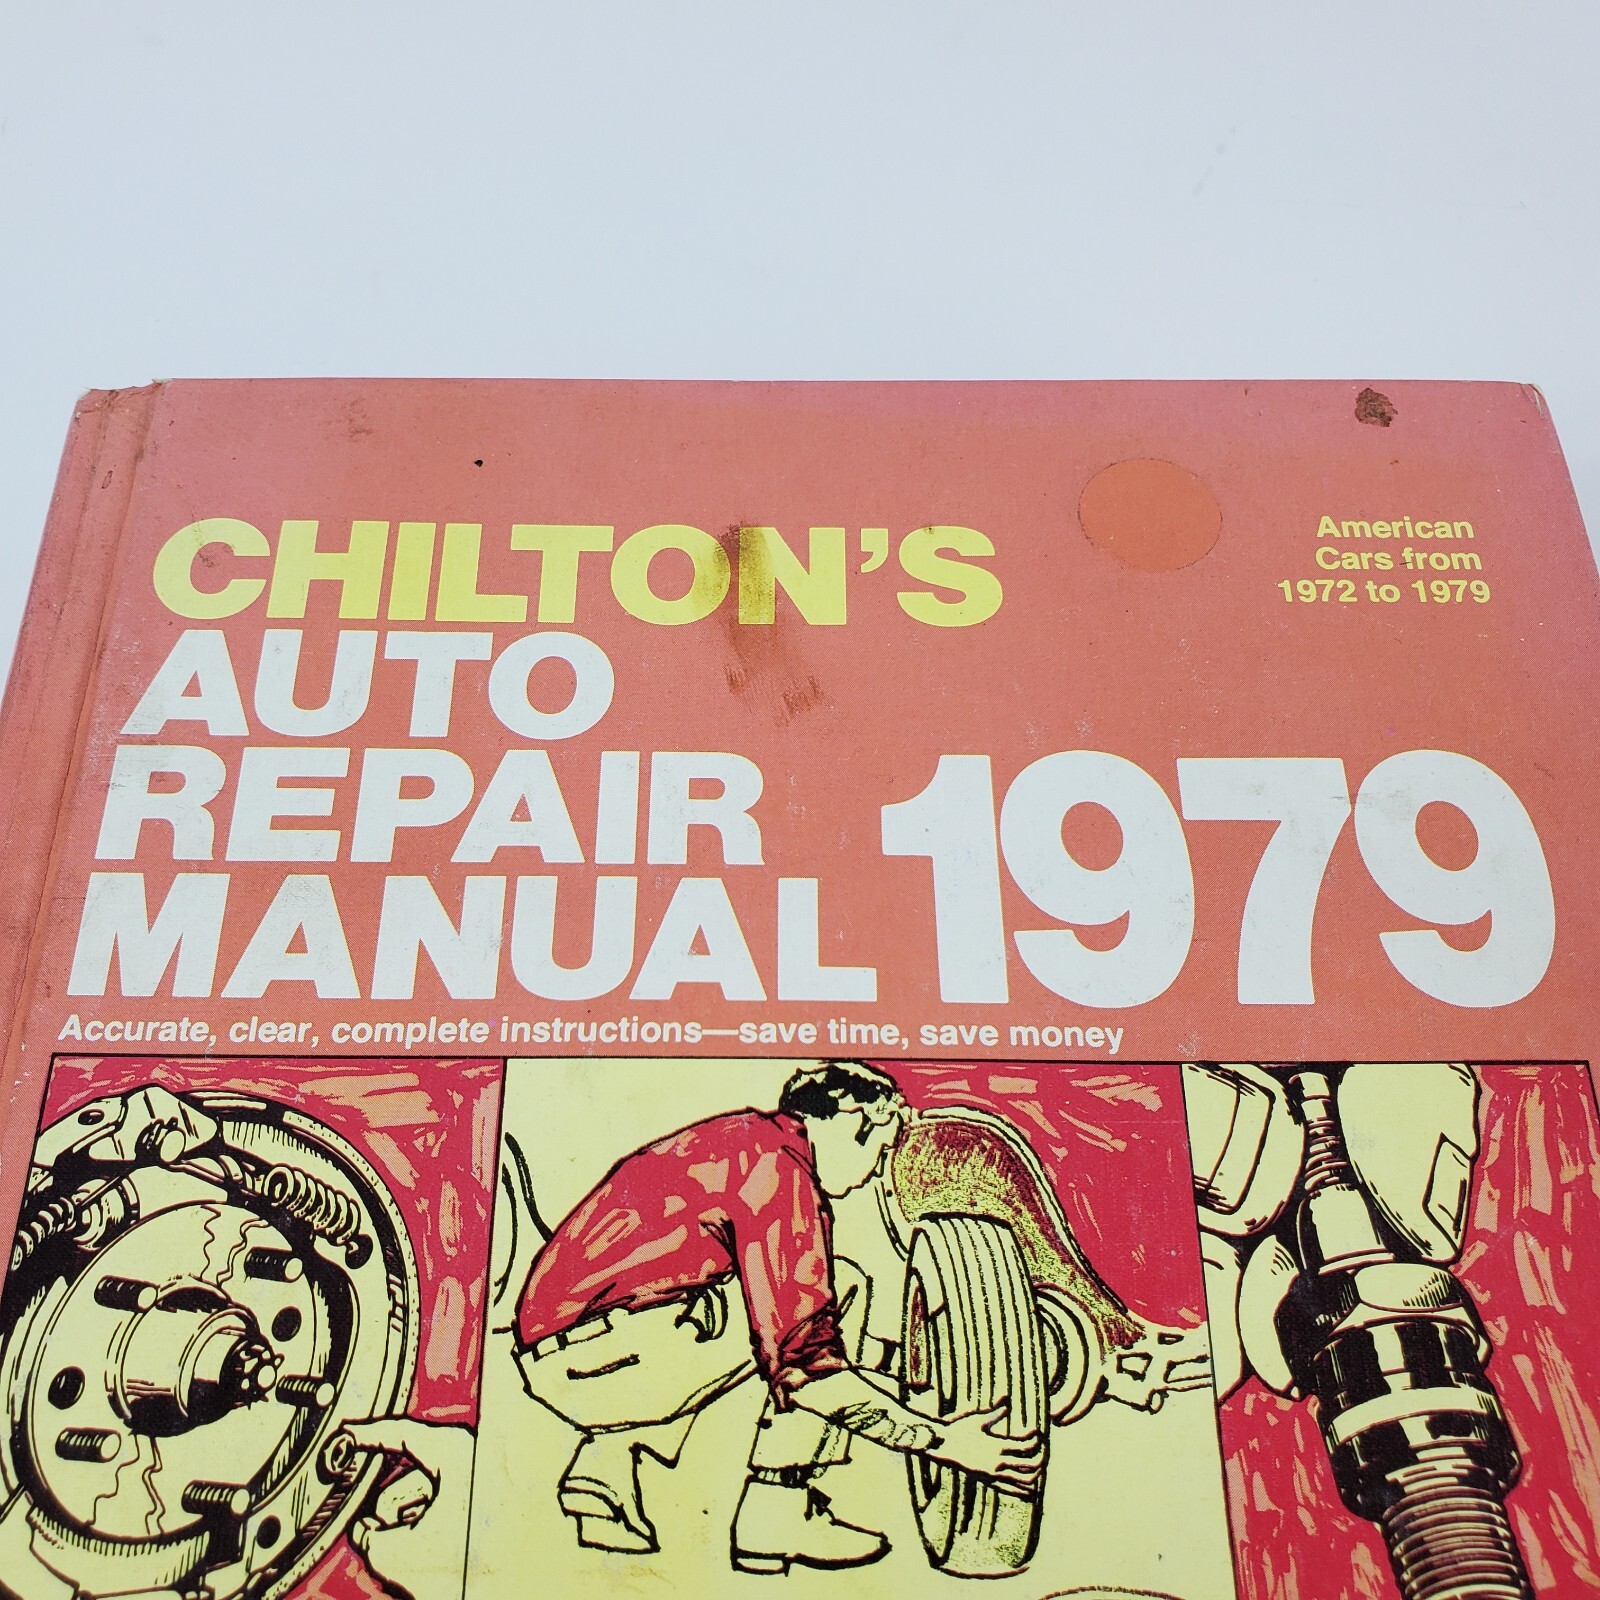 CHILTON'S
AUTO
REPAIR
MANUAL 1979
American
Cars from
1972 to 1979
Accurate, clear, complete instructions—save time, save money